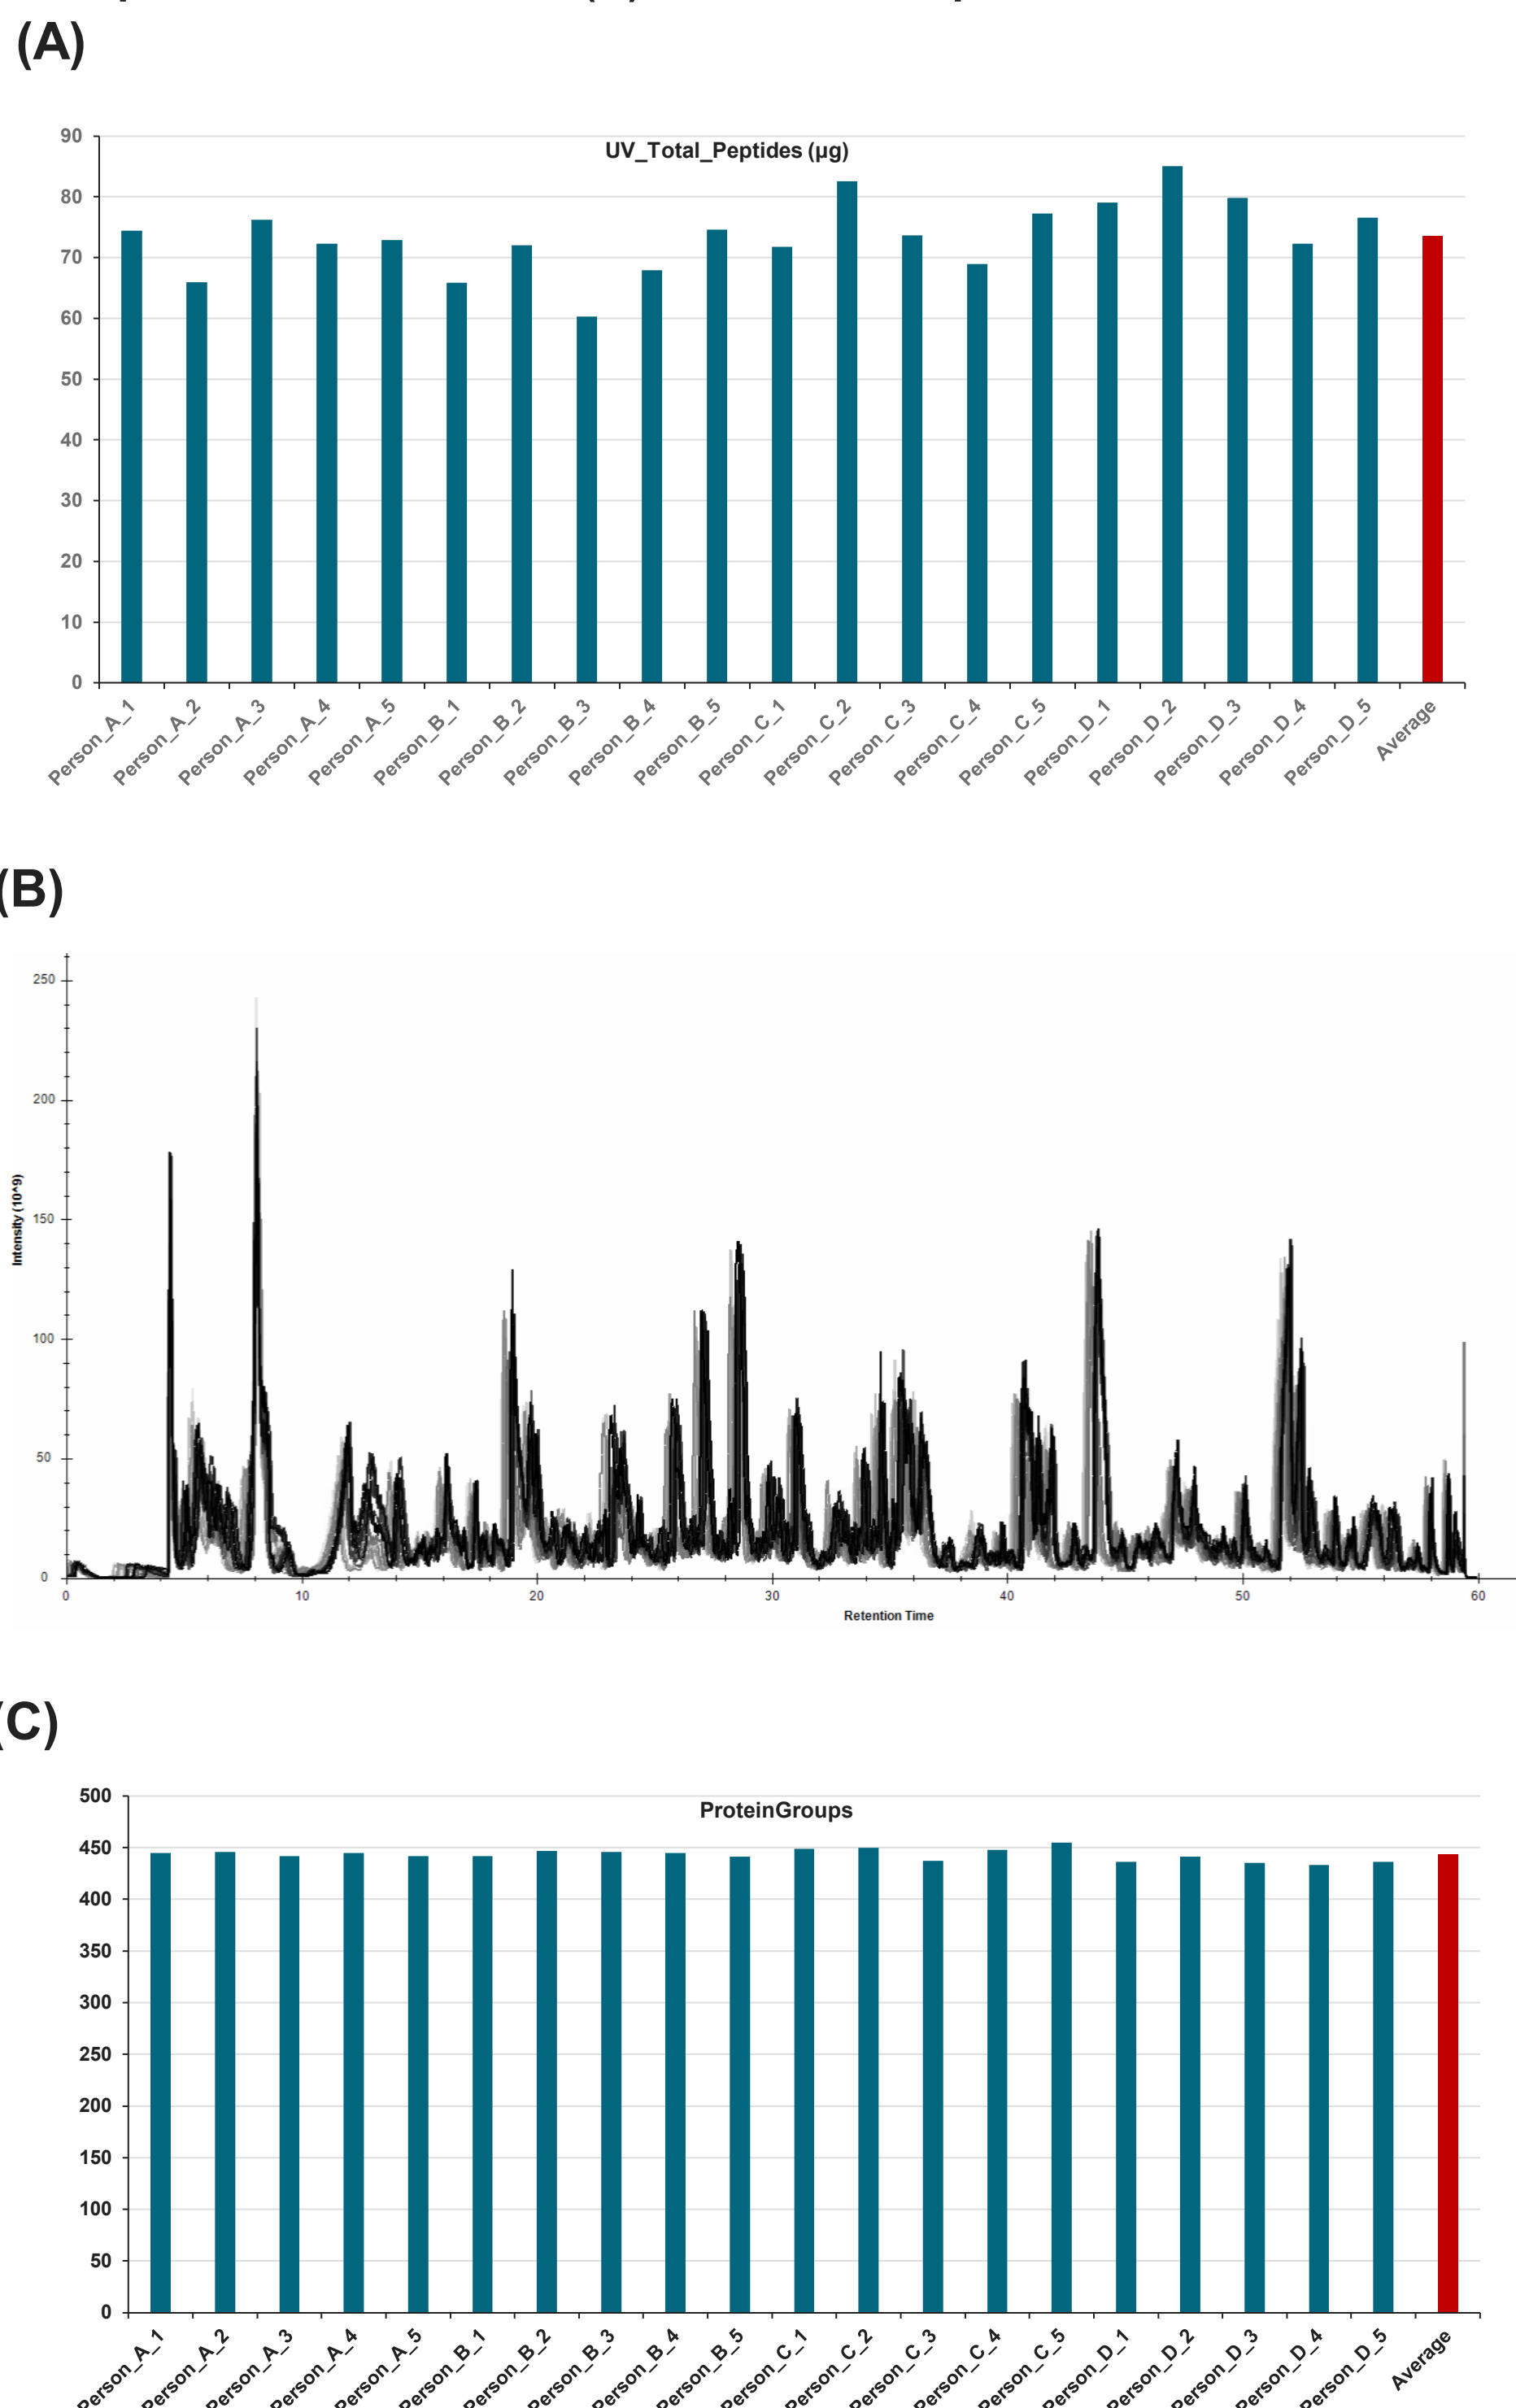 (A)
UV_Total_Peptides (µg)
90
80
70
60
50
40
30
20
10
0
Person_A_1
Person_A_2
Person_A_3
Person_A_4
Person_A_5
Person_B_1
Person_B_2
Person_B_3
Person_B_4
Person_B_5
Person_C_1
Person_C_2
Person_C_3
Person_C_4
Person_C_5
Person_D_1
Person_D_2
Person_D_3
Person_D_4
Person_D_5
Average
(B)
250
200
150
100
50
0
Intensity (10^9)
0 10 20 30 40 50 60
Retention Time
(C)
ProteinGroups
500
450
400
350
300
250
200
150
100
50
0
Person_A_1
Person_A_2
Person_A_3
Person_A_4
Person_A_5
Person_B_1
Person_B_2
Person_B_3
Person_B_4
Person_B_5
Person_C_1
Person_C_2
Person_C_3
Person_C_4
Person_C_5
Person_D_1
Person_D_2
Person_D_3
Person_D_4
Person_D_5
Average